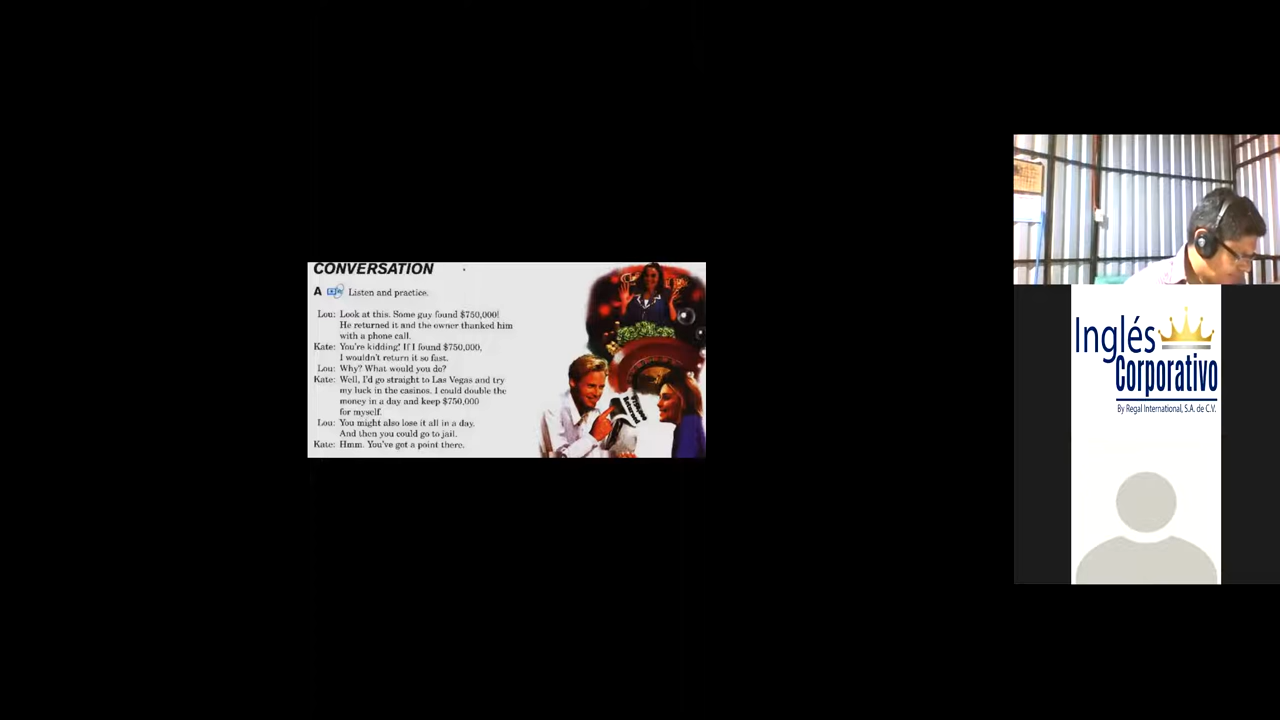 CONVERSATION
A Listen and practice.
Lou: Look at this. Some guy found $750,000!
He returned it and the owner thanked him
with a phone call.
Kate: You're kidding! If I found $750,000,
I wouldn't return it so fast.
Lou: Why? What would you do?
Kate: Well, I'd go straight to Las Vegas and try
my luck in the casinos. I could double the
money in a day and keep $750,000
for myself.
Lou: You might also lose it all in a day.
And then you could go to jail.
Kate: Hmm. You've got a point there.
Inglés
Corporativo
By Regal International, S.A. de C.V.